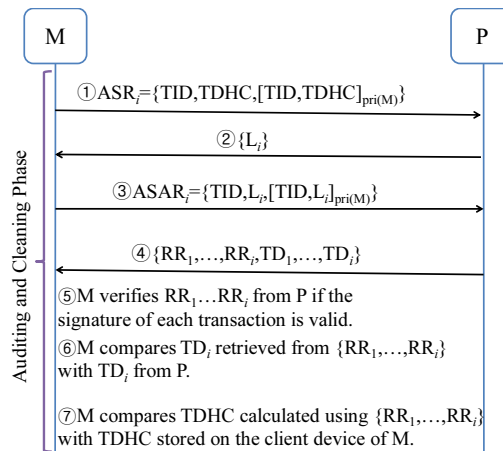 M
P
Auditing and Cleaning Phase
①ASRᵢ={TID,TDHC,[TID,TDHC]pri(M)}
②{Lᵢ}
③ASARᵢ={TID,Lᵢ,[TID,Lᵢ]pri(M)}
④{RR₁,…,RRᵢ,TD₁,…,TDᵢ}
⑤M verifies RR₁…RRᵢ from P if the
signature of each transaction is valid.
⑥M compares TDᵢ retrieved from {RR₁,…,RRᵢ}
with TDᵢ from P.
⑦M compares TDHC calculated using {RR₁,…,RRᵢ}
with TDHC stored on the client device of M.